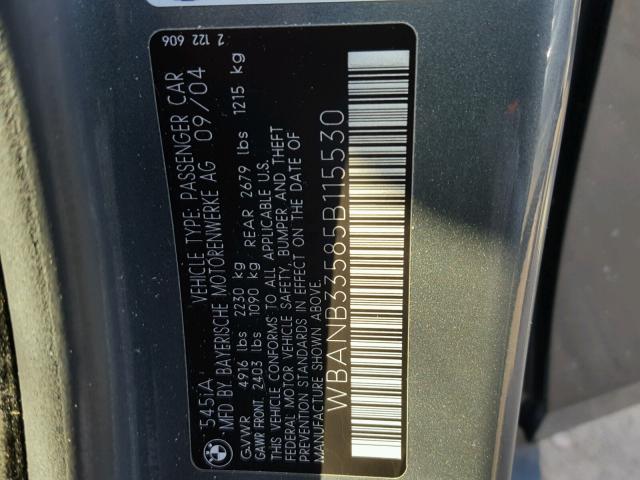 545iA VEHICLE TYPE: PASSENGER CAR 2 122 606
MFD BY BAYERISCHE MOTORENWERKE AG 09/04
GVWR 4916 lbs 2230 kg REAR 2679 lbs 1215 kg
GAWR FRONT: 2403 lbs 1090 kg
THIS VEHICLE CONFORMS TO ALL APPLICABLE U.S.
FEDERAL MOTOR VEHICLE SAFETY, BUMPER AND THEFT
PREVENTION STANDARDS IN EFFECT ON THE DATE OF
MANUFACTURE SHOWN ABOVE.
WBANB33585B115530